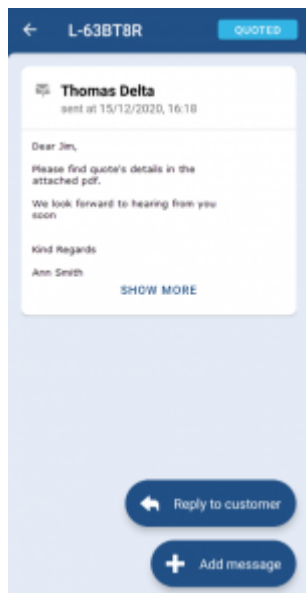 L-63BT8R
QUOTED
Thomas Delta
sent at 15/12/2020, 16:18
Dear Jim,
Please find quote's details in the
attached pdf.
We look forward to hearing from you
soon
Kind Regards
Ann Smith
SHOW MORE
Reply to customer
Add message